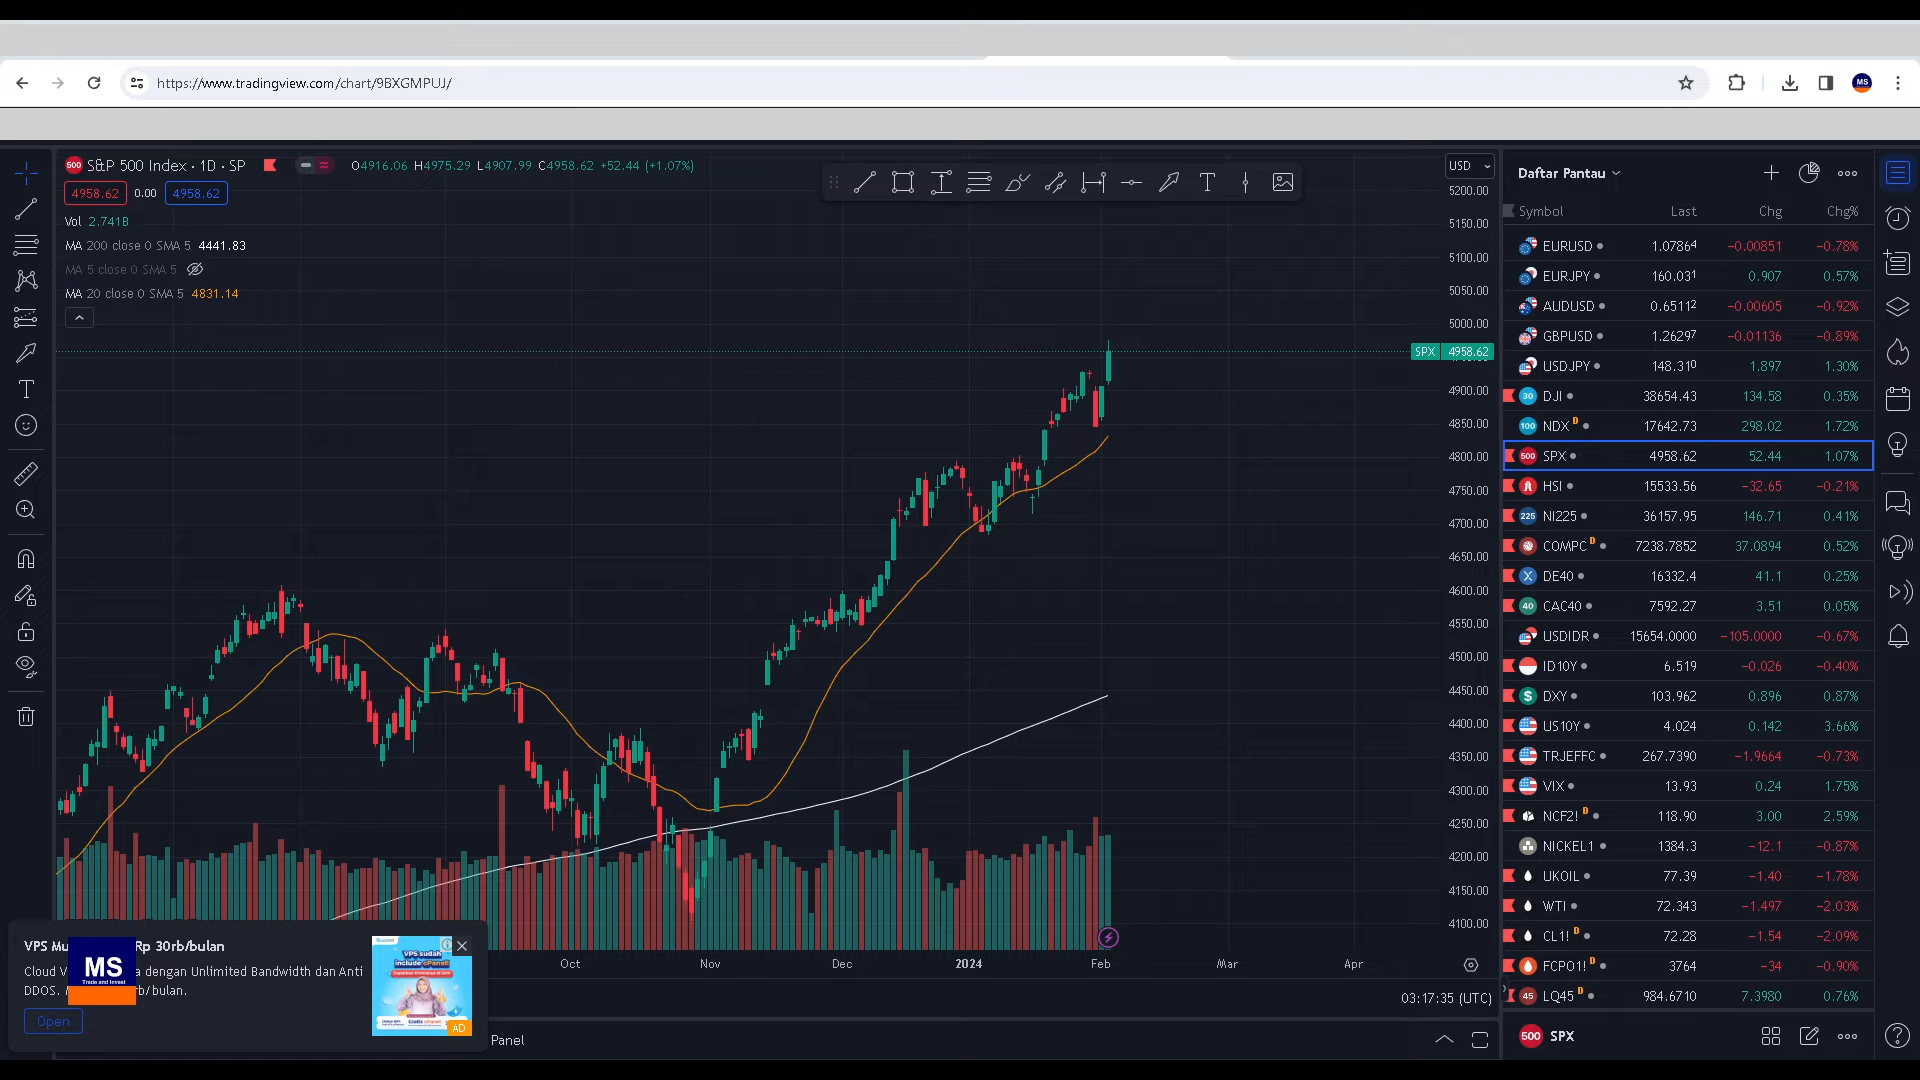 https://www.tradingview.com/chart/9BXGMPUJ/
MS
500 S&P 500 Index · 1D · SP O4916.06 H4975.29 L4907.99 C4958.62 +52.44 (+1.07%)
4958.62 0.00 4958.62
Vol 2.741B
MA 200 close 0 SMA 5 4441.83
MA 5 close 0 SMA 5
MA 20 close 0 SMA 5 4831.14
USD
5200.00
5150.00
5100.00
5050.00
5000.00
SPX 4958.62
4900.00
4850.00
4800.00
4750.00
4700.00
4650.00
4600.00
4550.00
4500.00
4450.00
4400.00
4350.00
4300.00
4250.00
4200.00
4150.00
4100.00
Oct Nov Dec 2024 Feb Mar Apr
03:17:35 (UTC)
Panel
Daftar Pantau
Symbol Last Chg Chg%
EURUSD 1.07864 −0.00851 −0.78%
EURJPY 160.031 0.907 0.57%
AUDUSD 0.65112 −0.00605 −0.92%
GBPUSD 1.26297 −0.01136 −0.89%
USDJPY 148.310 1.897 1.30%
30 DJI 38654.43 134.58 0.35%
100 NDX D 17642.73 298.02 1.72%
500 SPX 4958.62 52.44 1.07%
HSI 15533.56 −32.65 −0.21%
225 NI225 36157.95 146.71 0.41%
COMPC D 7238.7852 37.0894 0.52%
X DE40 16332.4 41.1 0.25%
40 CAC40 7592.27 3.51 0.05%
USDIDR 15654.0000 −105.0000 −0.67%
ID10Y 6.519 −0.026 −0.40%
$ DXY 103.962 0.896 0.87%
US10Y 4.024 0.142 3.66%
TRJEFFC 267.7390 −1.9664 −0.73%
VIX 13.93 0.24 1.75%
NCF2! D 118.90 3.00 2.59%
NICKEL1 1384.3 −12.1 −0.87%
UKOIL 77.39 −1.40 −1.78%
WTI 72.343 −1.497 −2.03%
CL1! D 72.28 −1.54 −2.09%
FCPO1! D 3764 −34 −0.90%
45 LQ45 D 984.6710 7.3980 0.76%
500 SPX
VPS Mu Rp 30rb/bulan
Cloud V a dengan Unlimited Bandwidth dan Anti
DDOS. rb/bulan.
Open
MS
Trade and Invest
VPS sudah
include cPanel!
AD